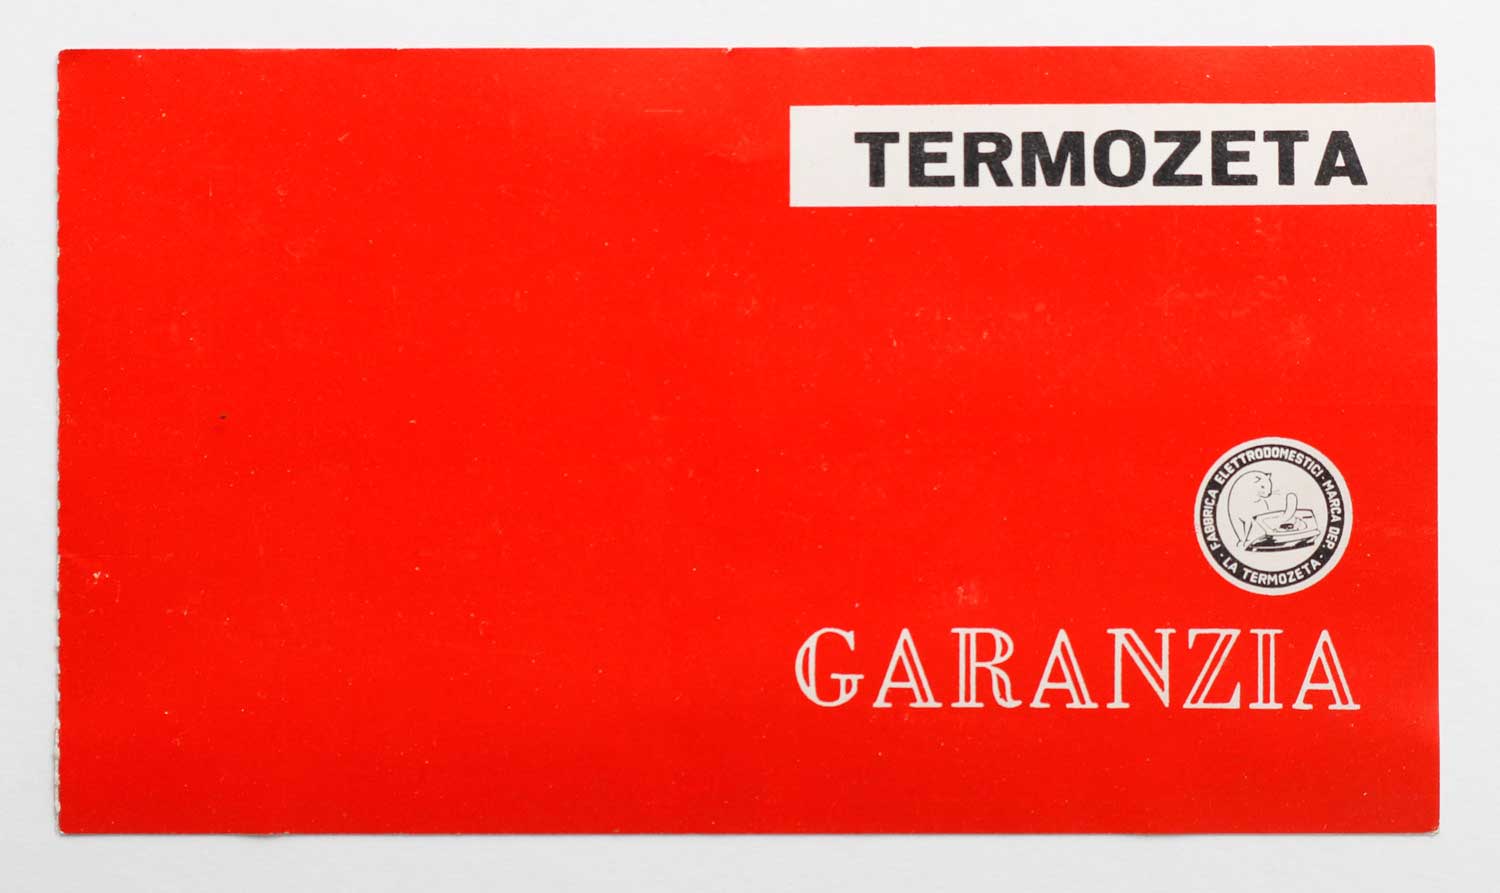 TERMOZETA
FABBRICA ELETTRODOMESTICI · MARCA DEP. · LA TERMOZETA ·
GARANZIA